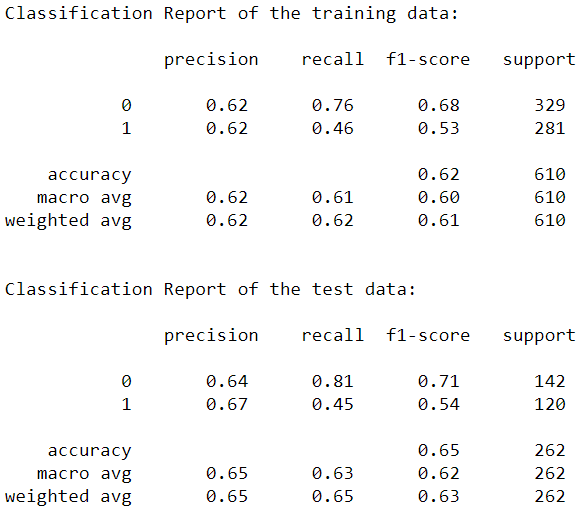 Classification Report of the training data:
precision recall f1-score support
0 0.62 0.76 0.68 329
1 0.62 0.46 0.53 281
accuracy 0.62 610
macro avg 0.62 0.61 0.60 610
weighted avg 0.62 0.62 0.61 610
Classification Report of the test data:
precision recall f1-score support
0 0.64 0.81 0.71 142
1 0.67 0.45 0.54 120
accuracy 0.65 262
macro avg 0.65 0.63 0.62 262
weighted avg 0.65 0.65 0.63 262